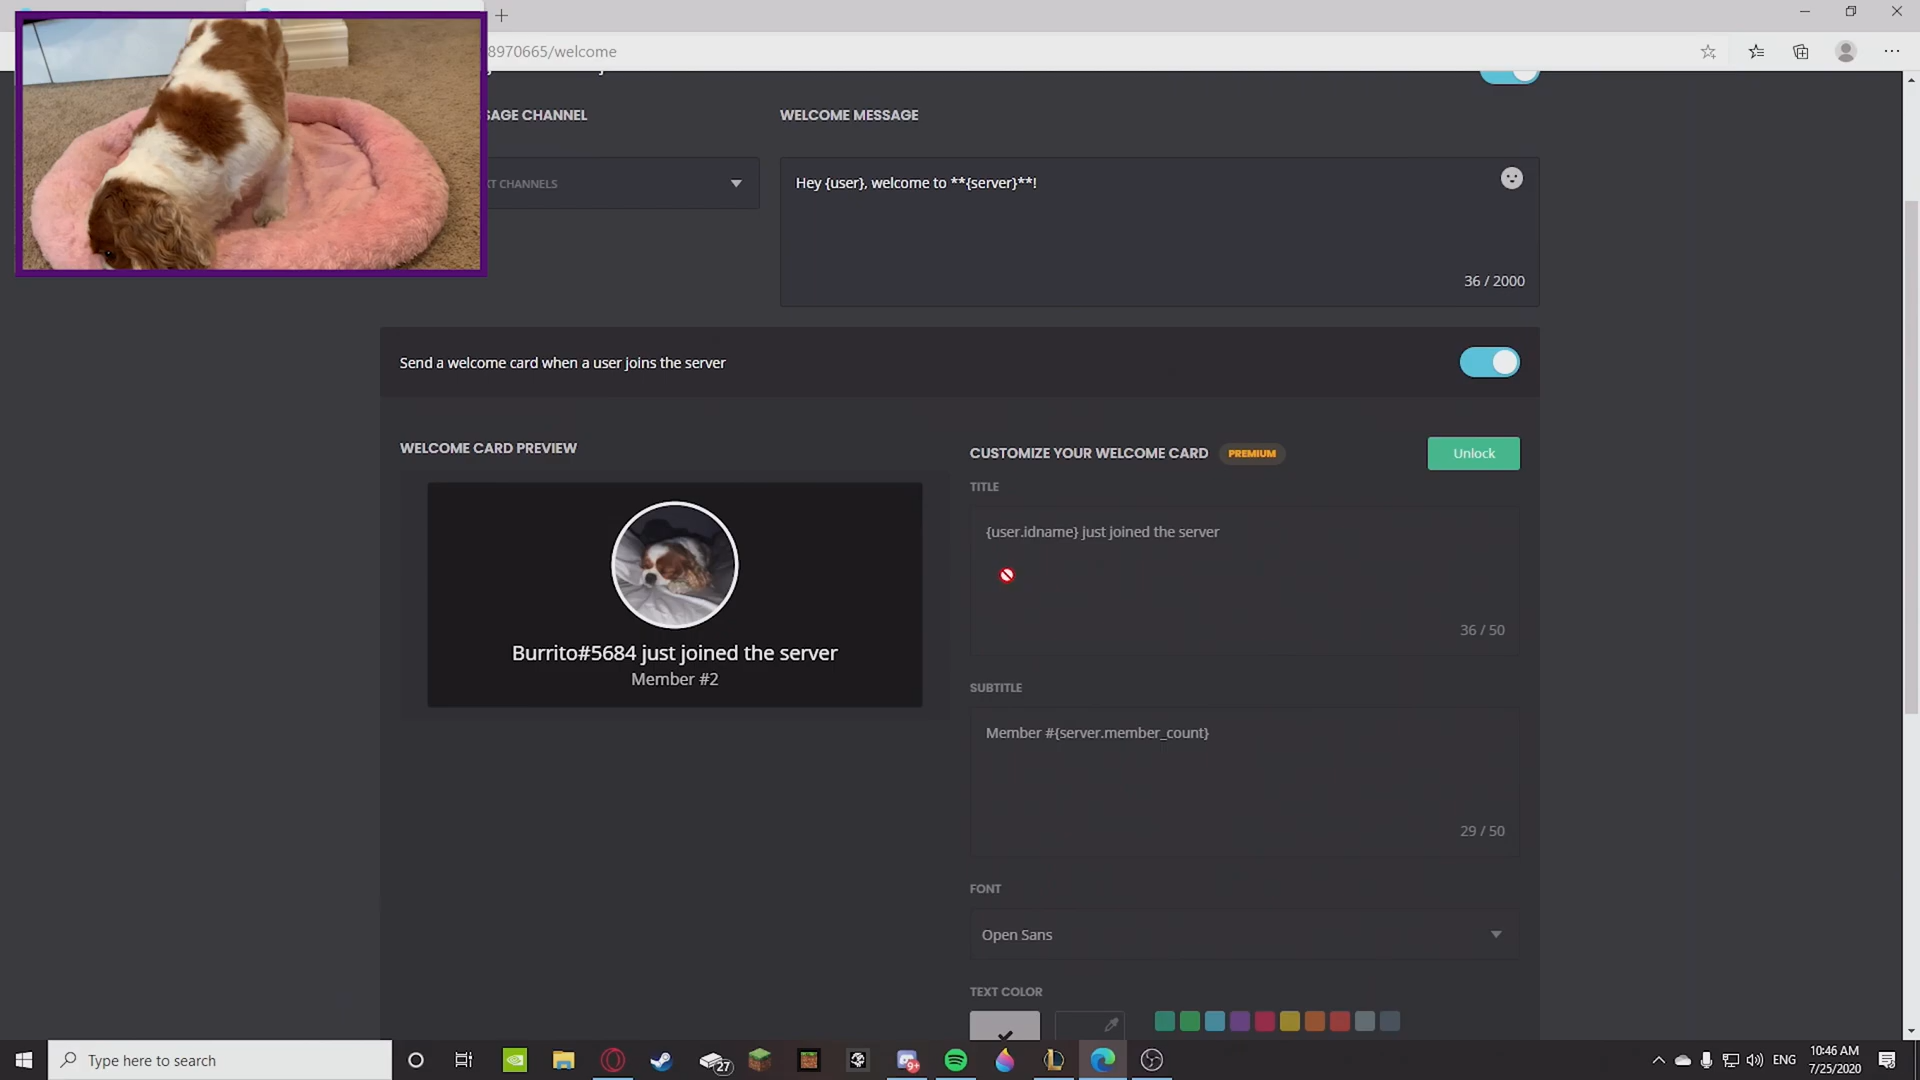 8970665/welcome
SAGE CHANNEL
WELCOME MESSAGE
XT CHANNELS
Hey {user}, welcome to **{server}**!
36 / 2000
Send a welcome card when a user joins the server
WELCOME CARD PREVIEW
CUSTOMIZE YOUR WELCOME CARD PREMIUM
Unlock
TITLE
{user.idname} just joined the server
36 / 50
Burrito#5684 just joined the server
Member #2
SUBTITLE
Member #{server.member_count}
29 / 50
FONT
Open Sans
TEXT COLOR
Type here to search
27
9+
ENG
10:46 AM
7/25/2020